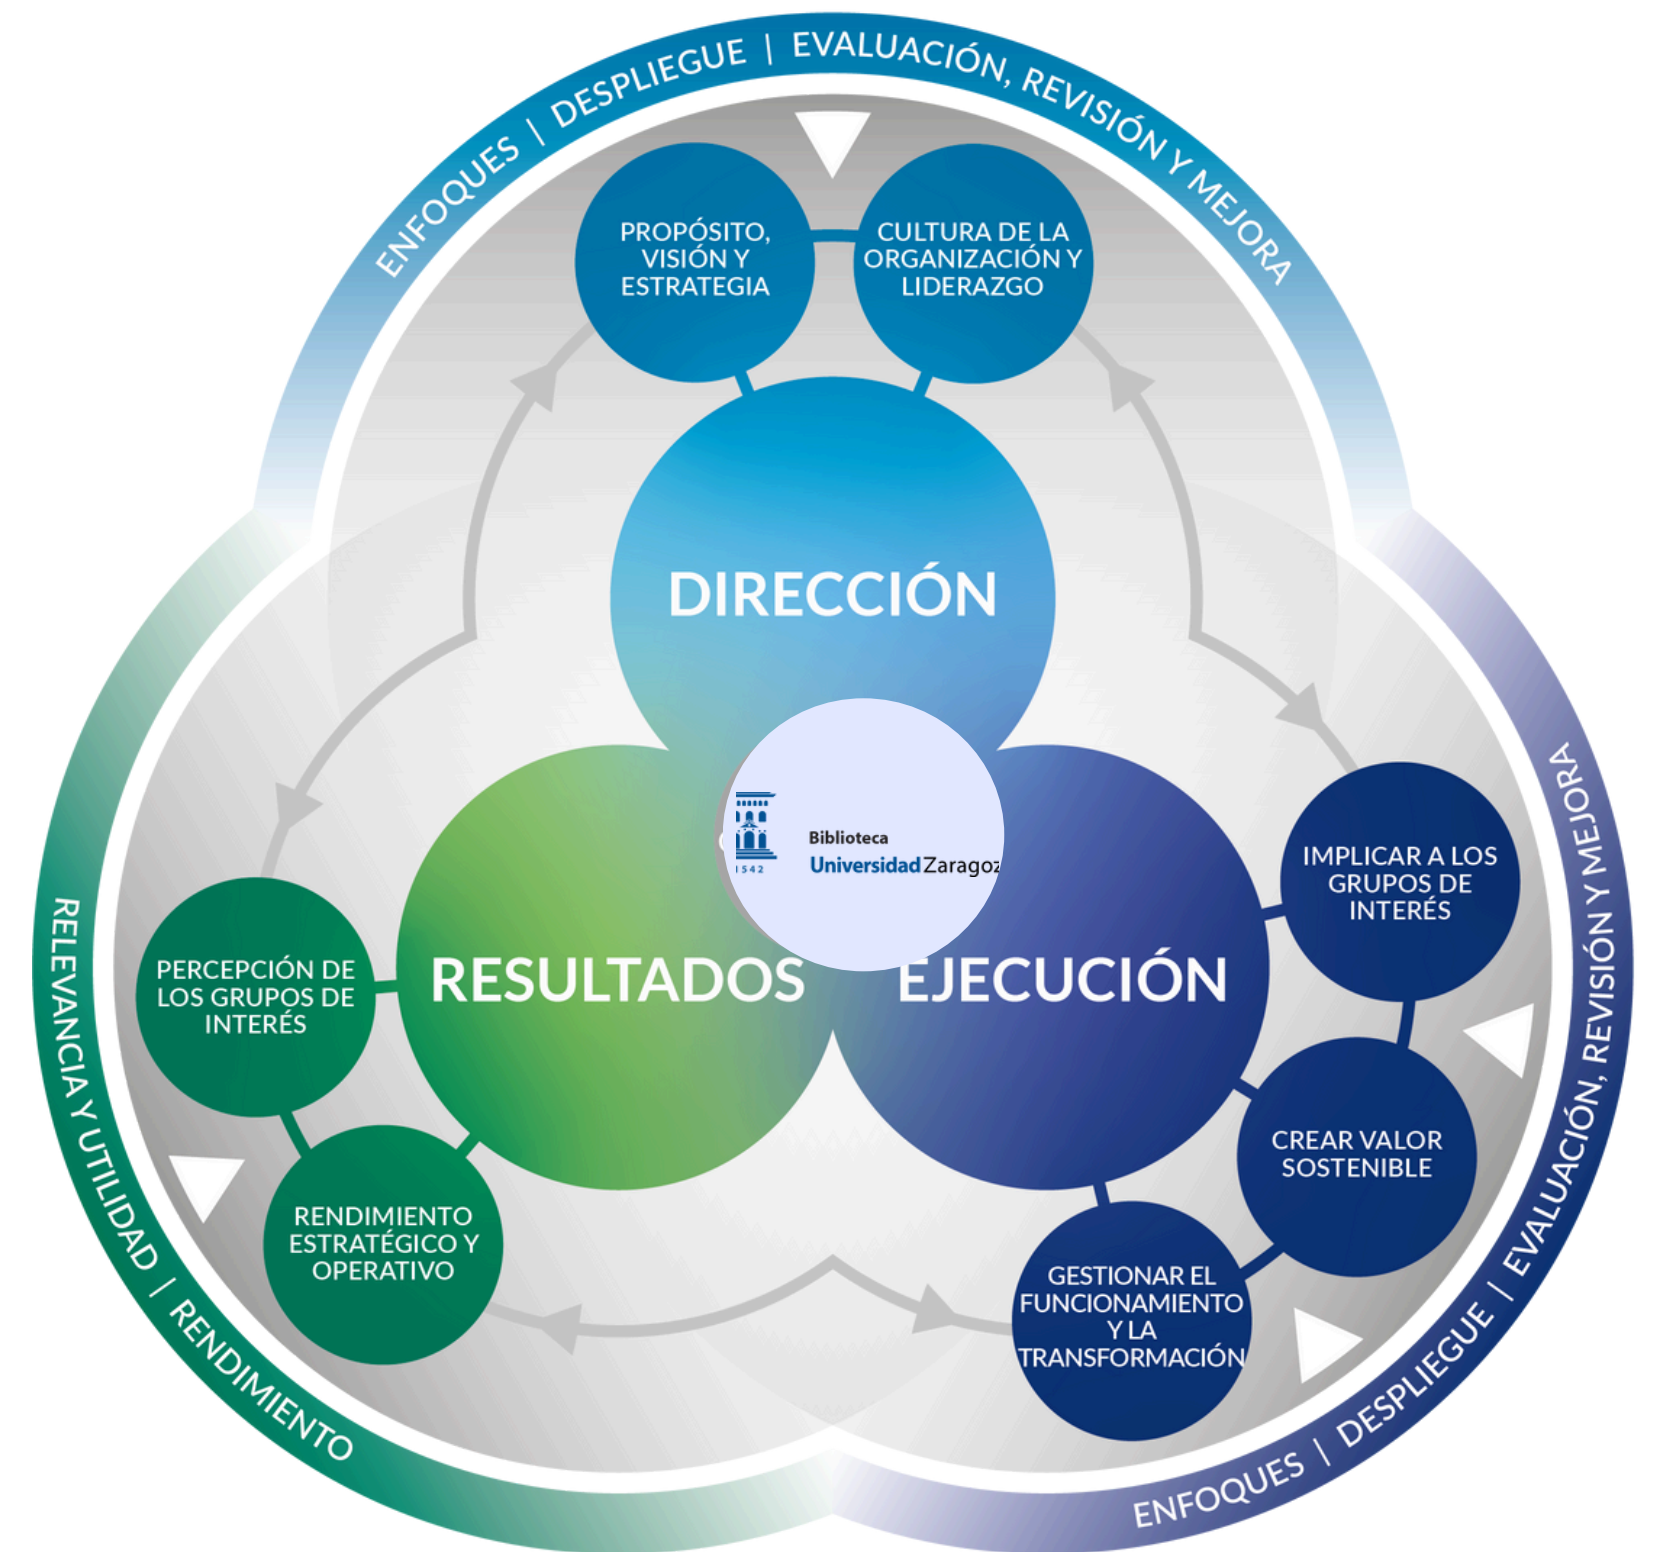 ENFOQUES | DESPLIEGUE | EVALUACIÓN, REVISIÓN Y MEJORA
PROPÓSITO,
VISIÓN Y
ESTRATEGIA
CULTURA DE LA
ORGANIZACIÓN Y
LIDERAZGO
DIRECCIÓN
Biblioteca
Universidad Zaragoz
1542
RESULTADOS
EJECUCIÓN
IMPLICAR A LOS
GRUPOS DE
INTERÉS
CREAR VALOR
SOSTENIBLE
GESTIONAR EL
FUNCIONAMIENTO
Y LA
TRANSFORMACIÓN
PERCEPCIÓN DE
LOS GRUPOS DE
INTERÉS
RENDIMIENTO
ESTRATÉGICO Y
OPERATIVO
RELEVANCIA Y UTILIDAD | RENDIMIENTO
ENFOQUES | DESPLIEGUE | EVALUACIÓN, REVISIÓN Y MEJORA